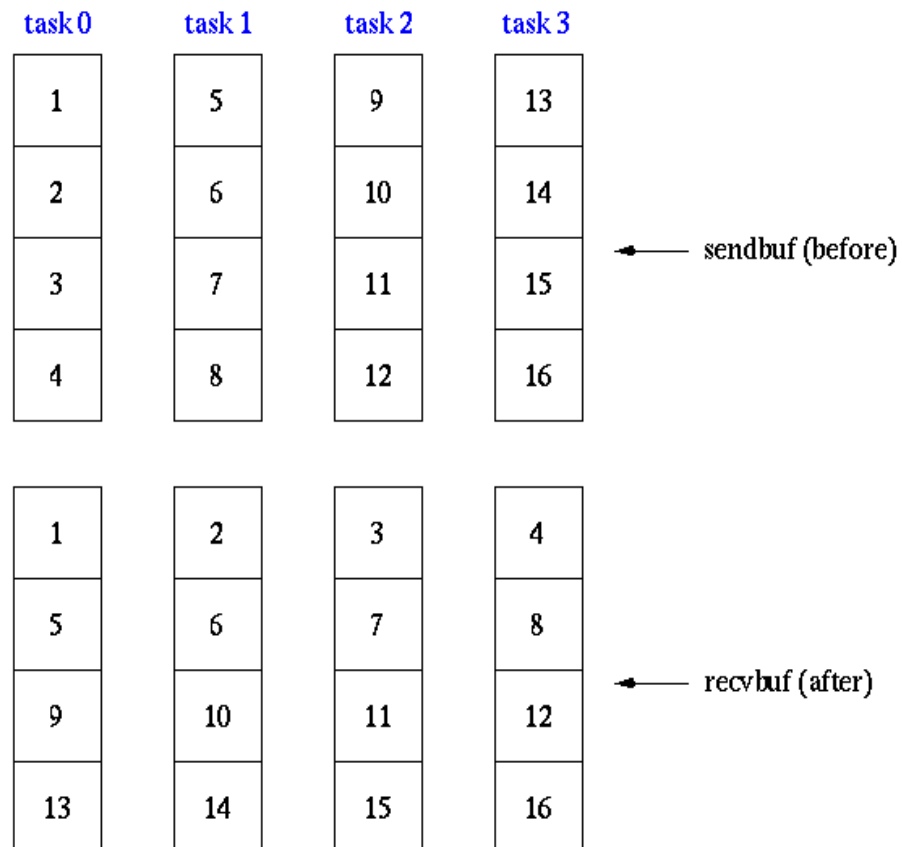 task 0 task 1 task 2 task 3
1 5 9 13
2 6 10 14
sendbuf (before)
3 7 11 15
4 8 12 16
1 2 3 4
5 6 7 8
recvbuf (after)
9 10 11 12
13 14 15 16